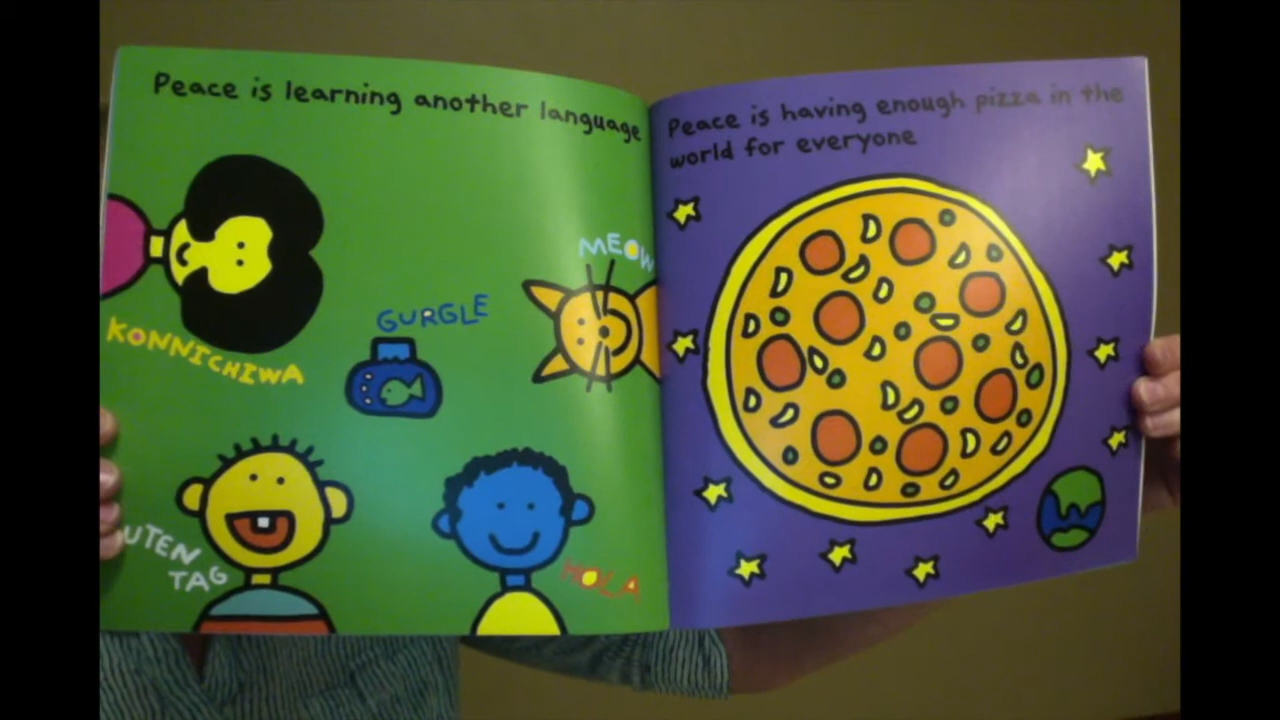 Peace is learning another language
KONNICHIWA
GURGLE
MEOW
UTEN
TAG
HOLA
Peace is having enough pizza in the
world for everyone